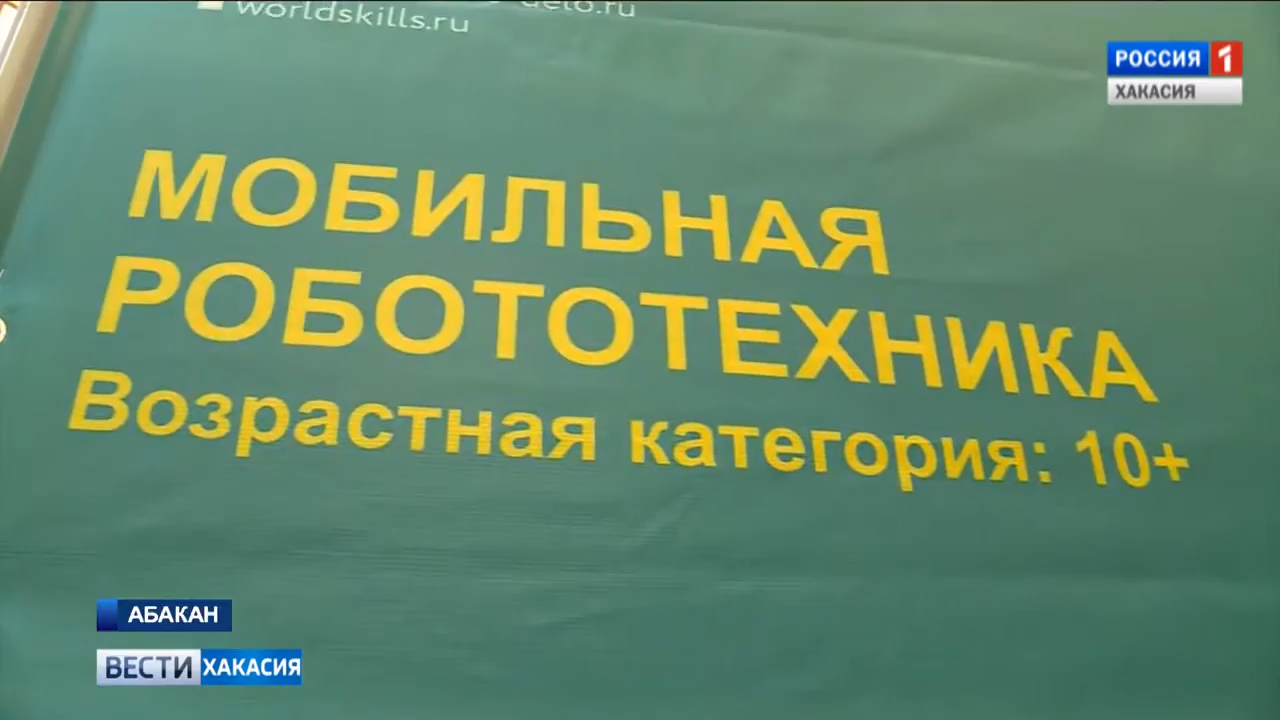 worldskills.ru
РОССИЯ 1
ХАКАСИЯ
МОБИЛЬНАЯ
РОБОТОТЕХНИКА
Возрастная категория: 10+
АБАКАН
ВЕСТИ ХАКАСИЯ